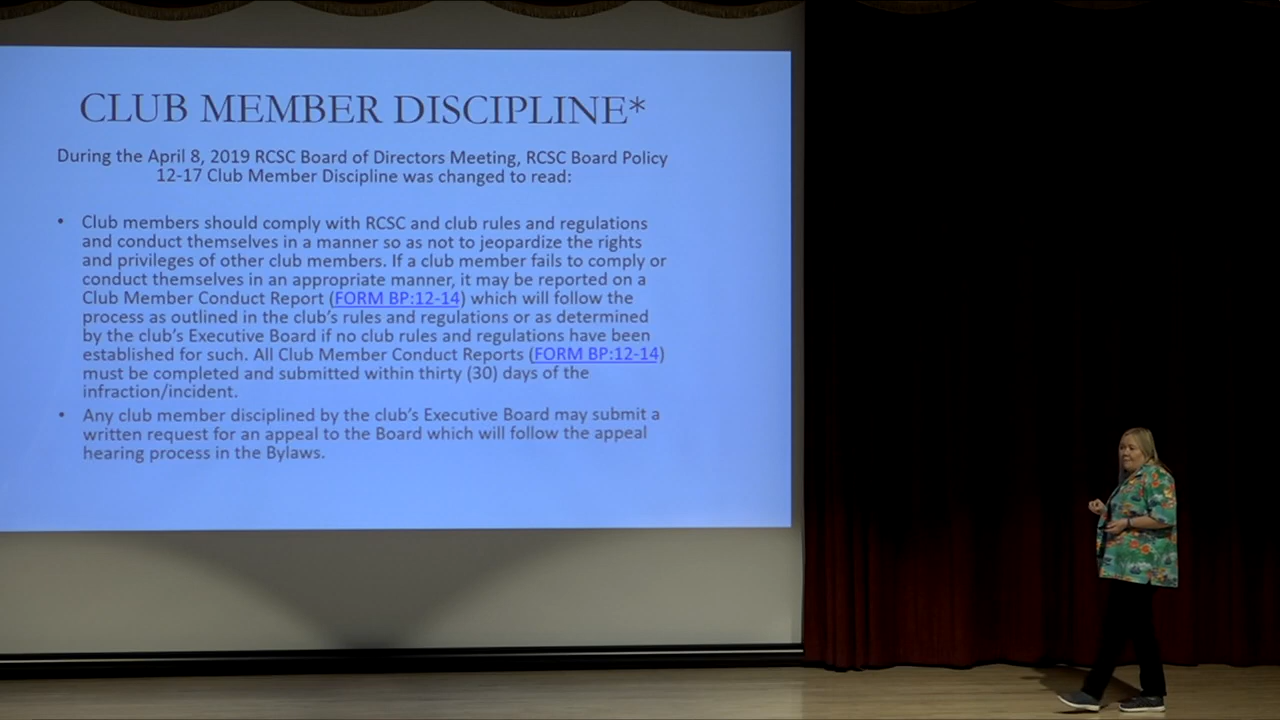 CLUB MEMBER DISCIPLINE*
During the April 8, 2019 RCSC Board of Directors Meeting, RCSC Board Policy
12-17 Club Member Discipline was changed to read:
• Club members should comply with RCSC and club rules and regulations
and conduct themselves in a manner so as not to jeopardize the rights
and privileges of other club members. If a club member fails to comply or
conduct themselves in an appropriate manner, it may be reported on a
Club Member Conduct Report (FORM BP:12-14) which will follow the
process as outlined in the club's rules and regulations or as determined
by the club's Executive Board if no club rules and regulations have been
established for such. All Club Member Conduct Reports (FORM BP:12-14)
must be completed and submitted within thirty (30) days of the
infraction/incident.
• Any club member disciplined by the club's Executive Board may submit a
written request for an appeal to the Board which will follow the appeal
hearing process in the Bylaws.